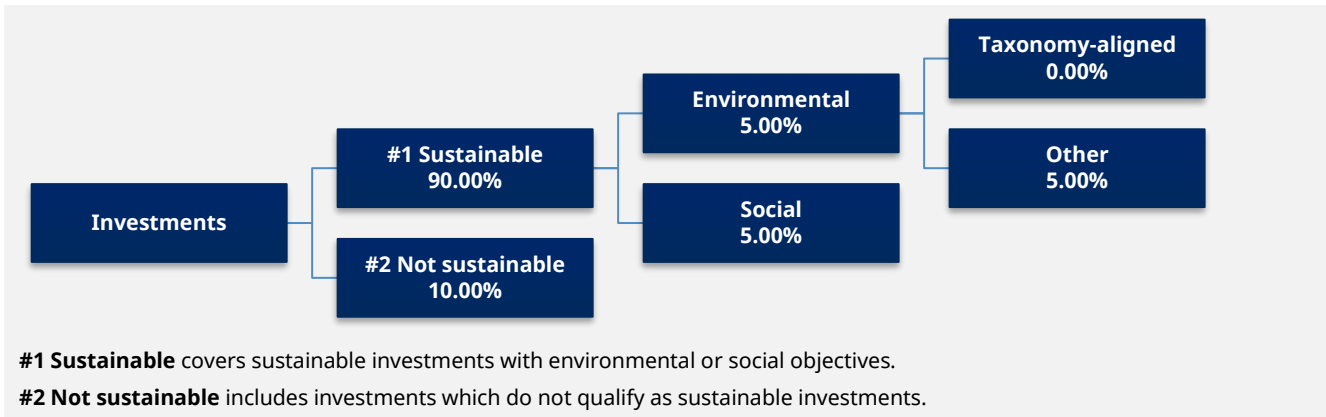 Taxonomy-aligned
0.00%
Environmental
5.00%
#1 Sustainable
90.00%
Other
5.00%
Investments
Social
5.00%
#2 Not sustainable
10.00%
#1 Sustainable covers sustainable investments with environmental or social objectives.
#2 Not sustainable includes investments which do not qualify as sustainable investments.